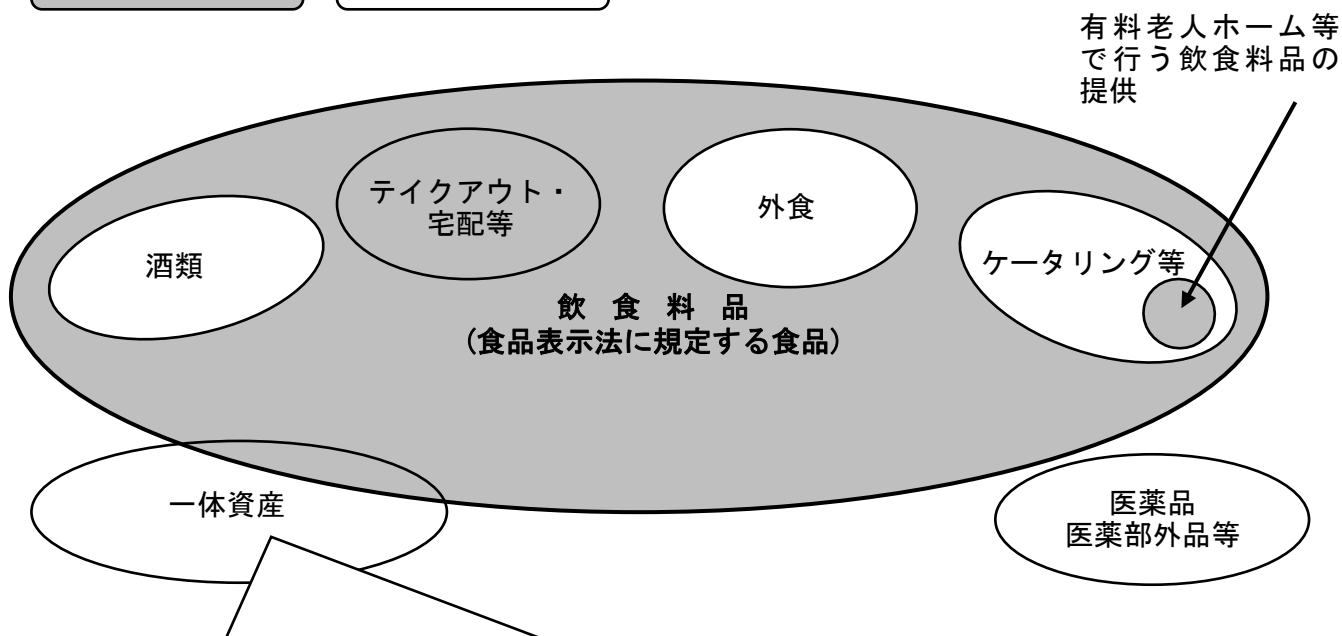 有料老人ホーム等
で行う飲食料品の
提供
テイクアウト・
宅配等
外食
酒類
ケータリング等
飲食料品
(食品表示法に規定する食品)
一体資産
医薬品
医薬部外品等